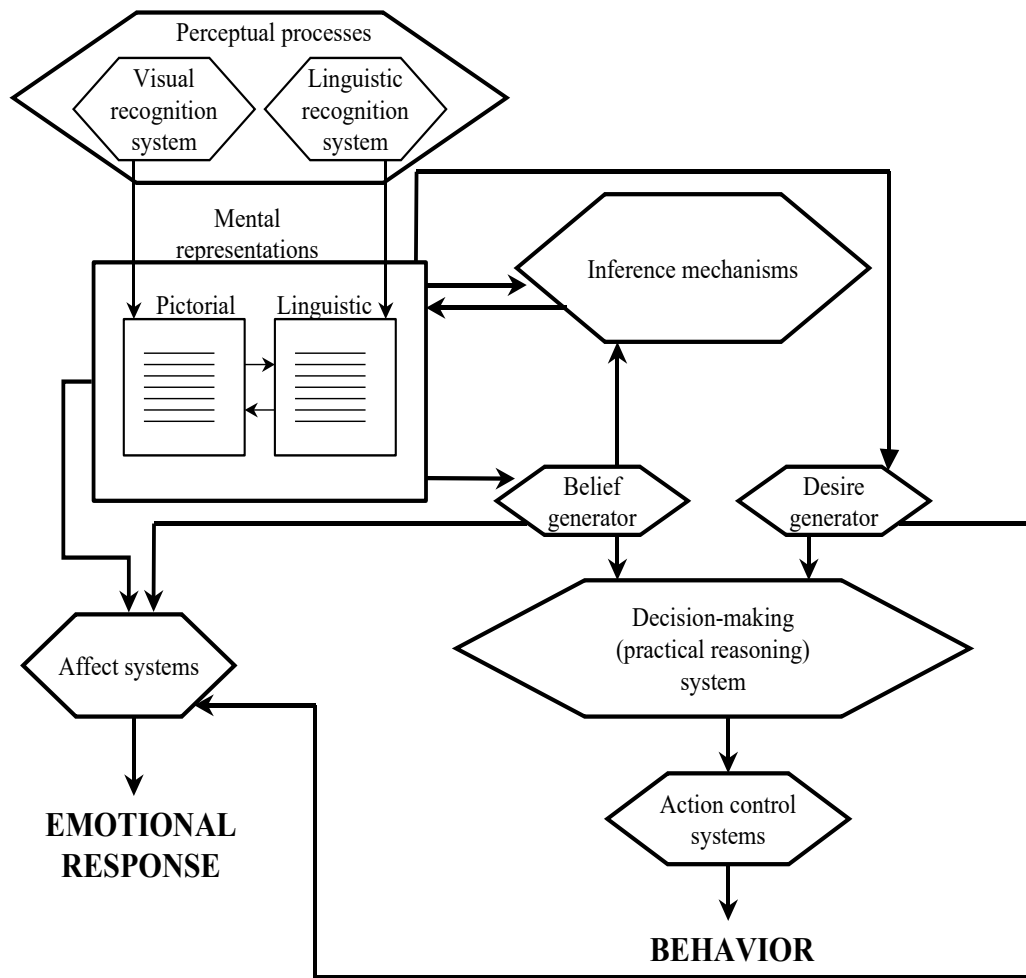 Perceptual processes
Visual
recognition
system
Linguistic
recognition
system
Mental
representations
Inference mechanisms
Pictorial
Linguistic
Belief
generator
Desire
generator
Decision-making
(practical reasoning)
system
Affect systems
Action control
systems
EMOTIONAL
RESPONSE
BEHAVIOR